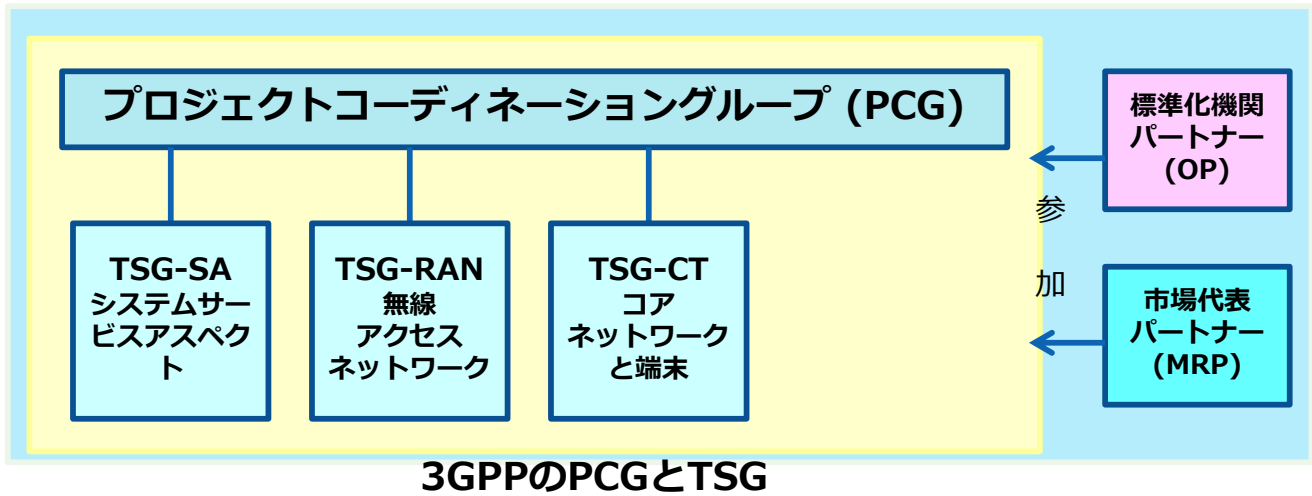 プロジェクトコーディネーショングループ (PCG)
TSG-SA
システムサー
ビスアスペク
ト
TSG-RAN
無線
アクセス
ネットワーク
TSG-CT
コア
ネットワーク
と端末
標準化機関
パートナー
(OP)
参
加
市場代表
パートナー
(MRP)
3GPPのPCGとTSG